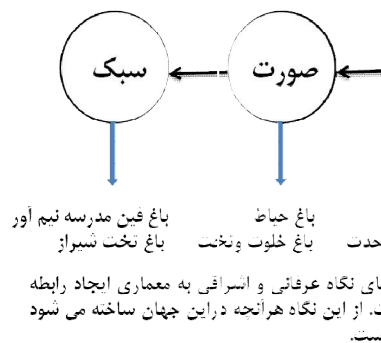 صورت
سبک
باغ حیاط
باغ فین مدرسه نیم آور
حدت
باغ خلوت وتخت
باغ تخت شیراز
ای نگاه عرفانی و اشراقی به معماری ایجاد رابطه
ت. از این نگاه هرآنچه دراین جهان ساخته می شود
ست.